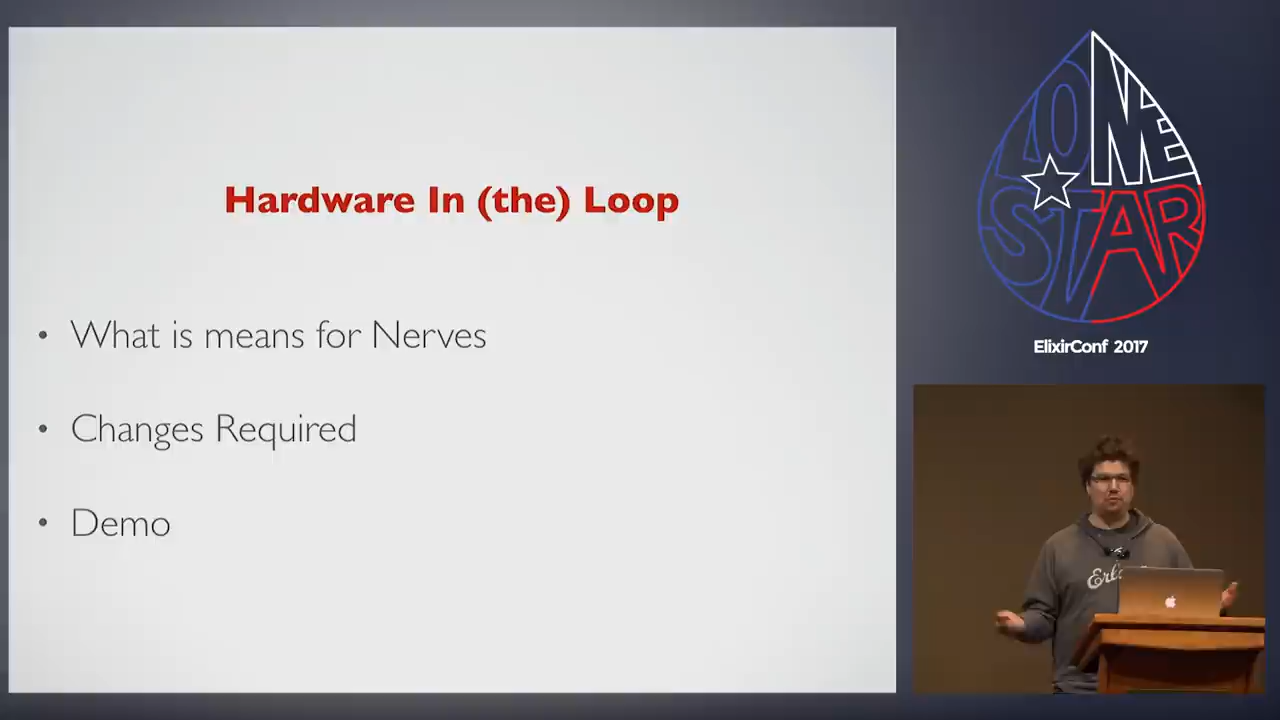 Hardware In (the) Loop
• What is means for Nerves
• Changes Required
• Demo
LONE
STAR
ElixirConf 2017